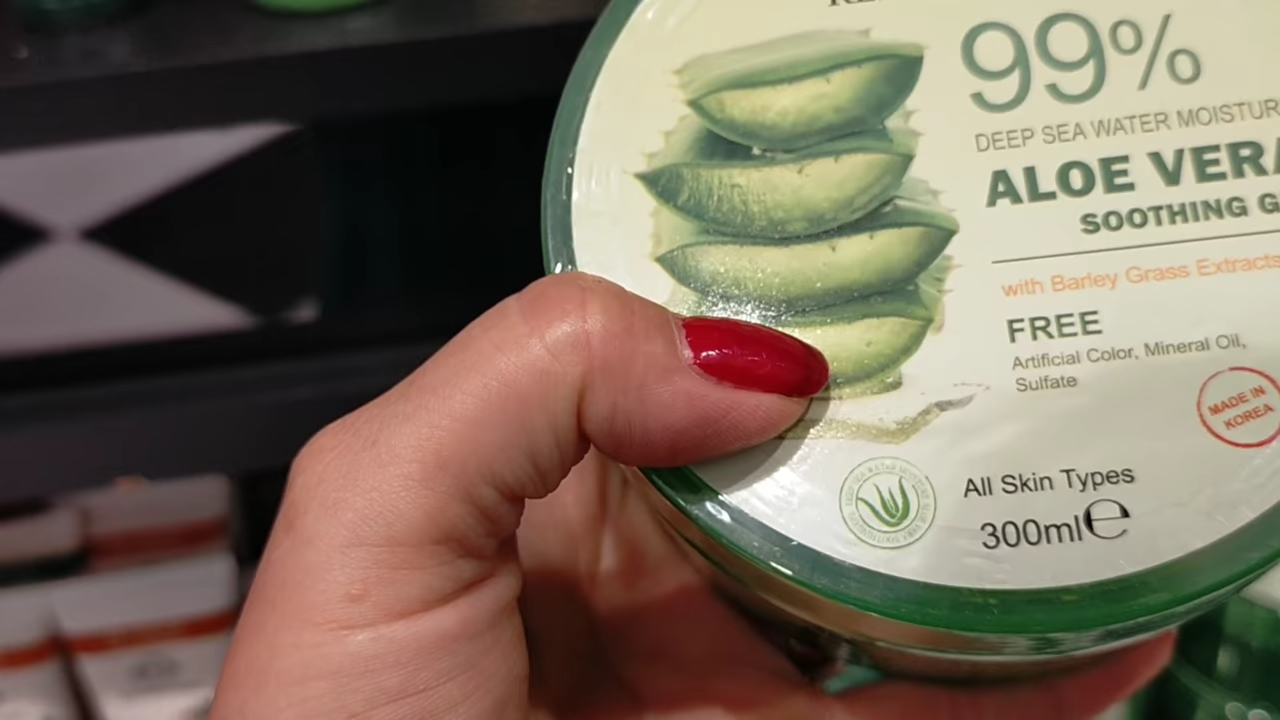 99%
DEEP SEA WATER MOISTUR
ALOE VERA
SOOTHING G
with Barley Grass Extracts
FREE
Artificial Color, Mineral Oil,
Sulfate
MADE IN
KOREA
All Skin Types
300ml℮